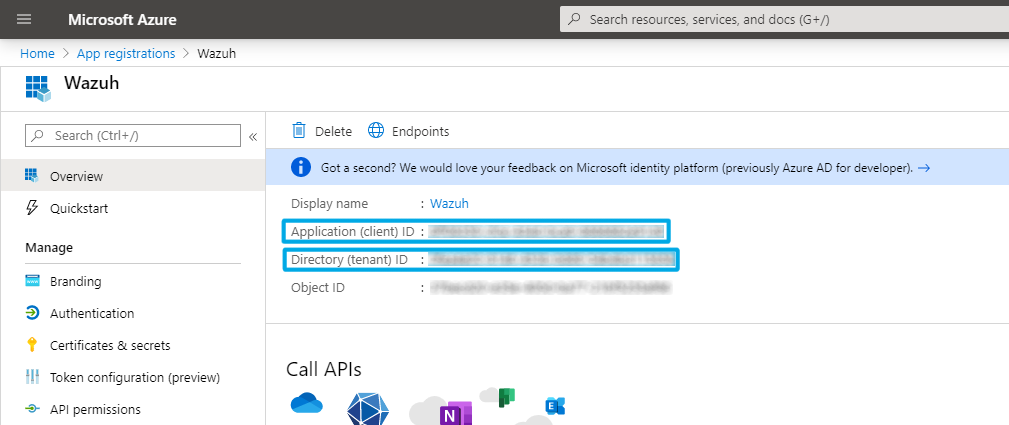 Microsoft Azure
Search resources, services, and docs (G+/)
Home > App registrations > Wazuh
Wazuh
Search (Ctrl+/)
«
Overview
Quickstart
Manage
Branding
Authentication
Certificates & secrets
Token configuration (preview)
API permissions
Delete
Endpoints
Got a second? We would love your feedback on Microsoft identity platform (previously Azure AD for developer). →
Display name : Wazuh
Application (client) ID :
Directory (tenant) ID :
Object ID :
Call APIs
N